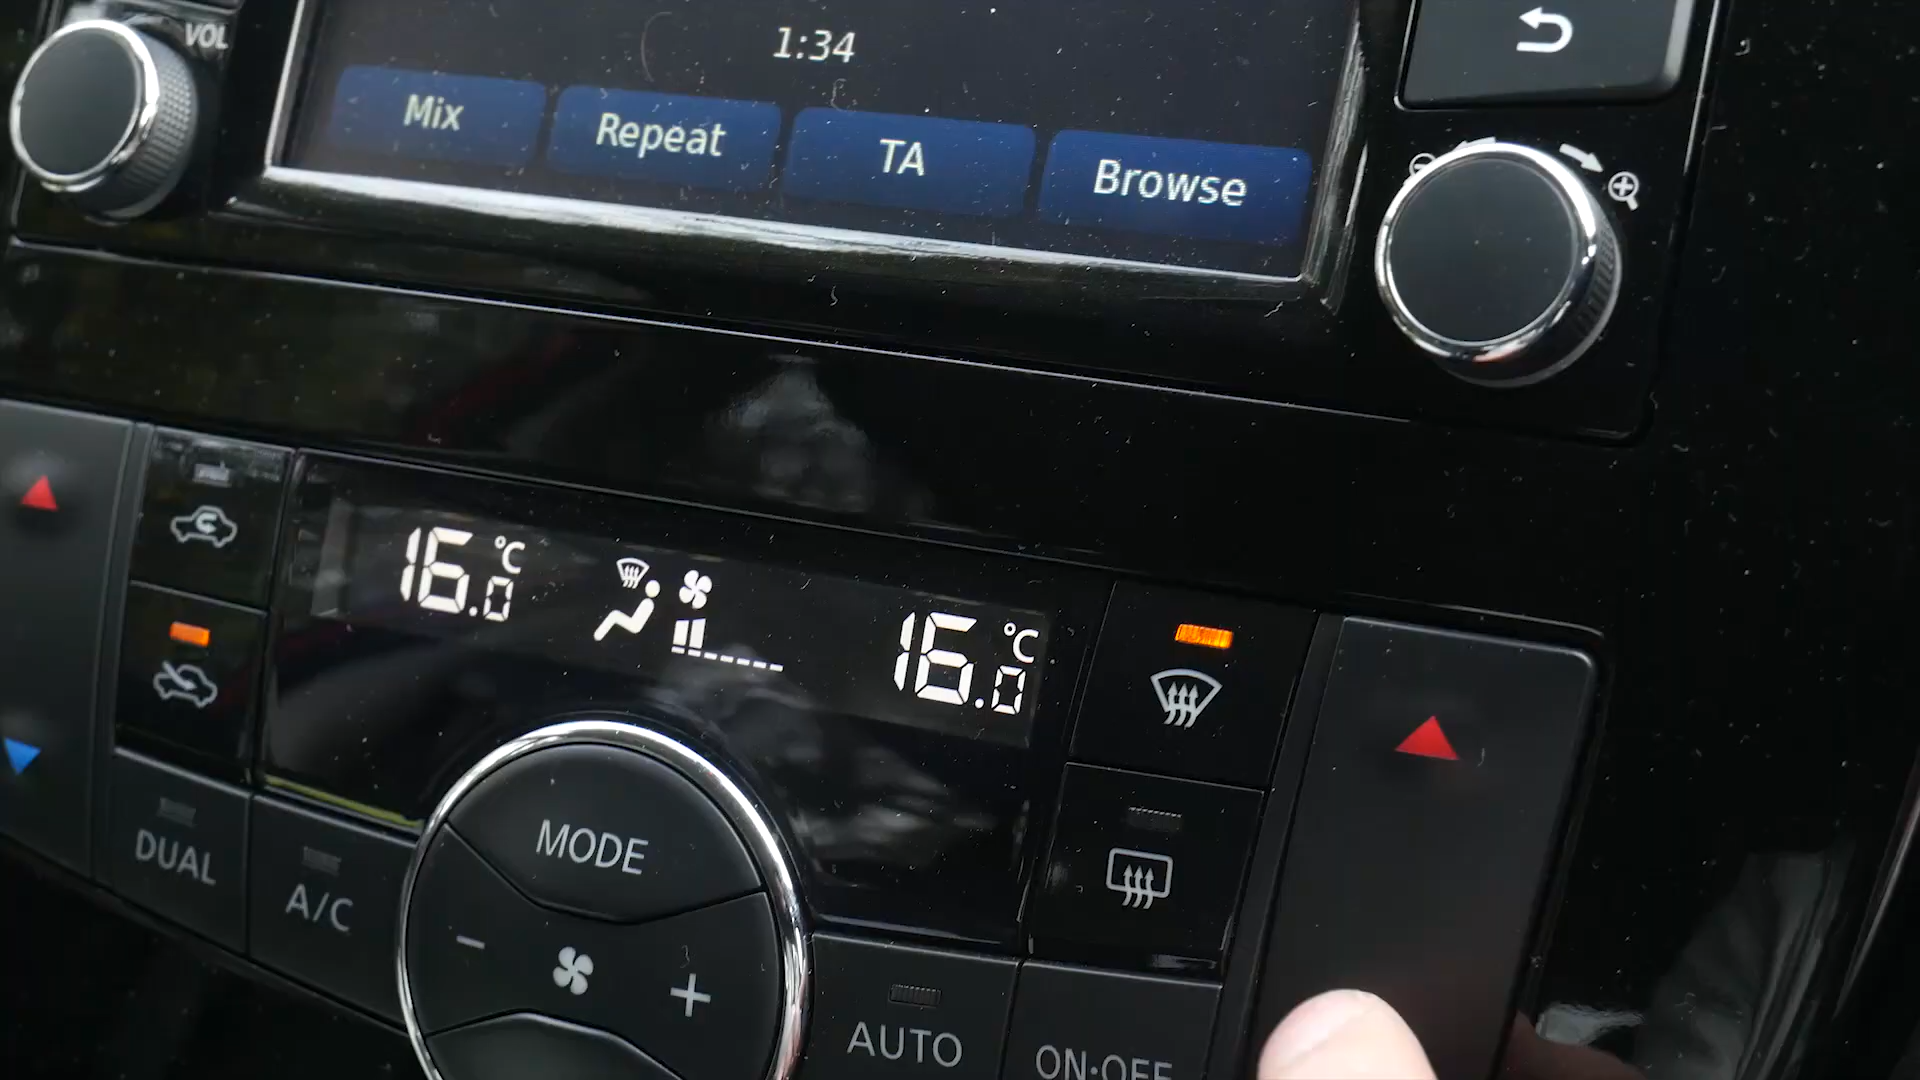 VOL
1:34
Mix
Repeat
TA
Browse
16.0 °C
16.0 °C
MODE
DUAL
A/C
AUTO
ON·OFF